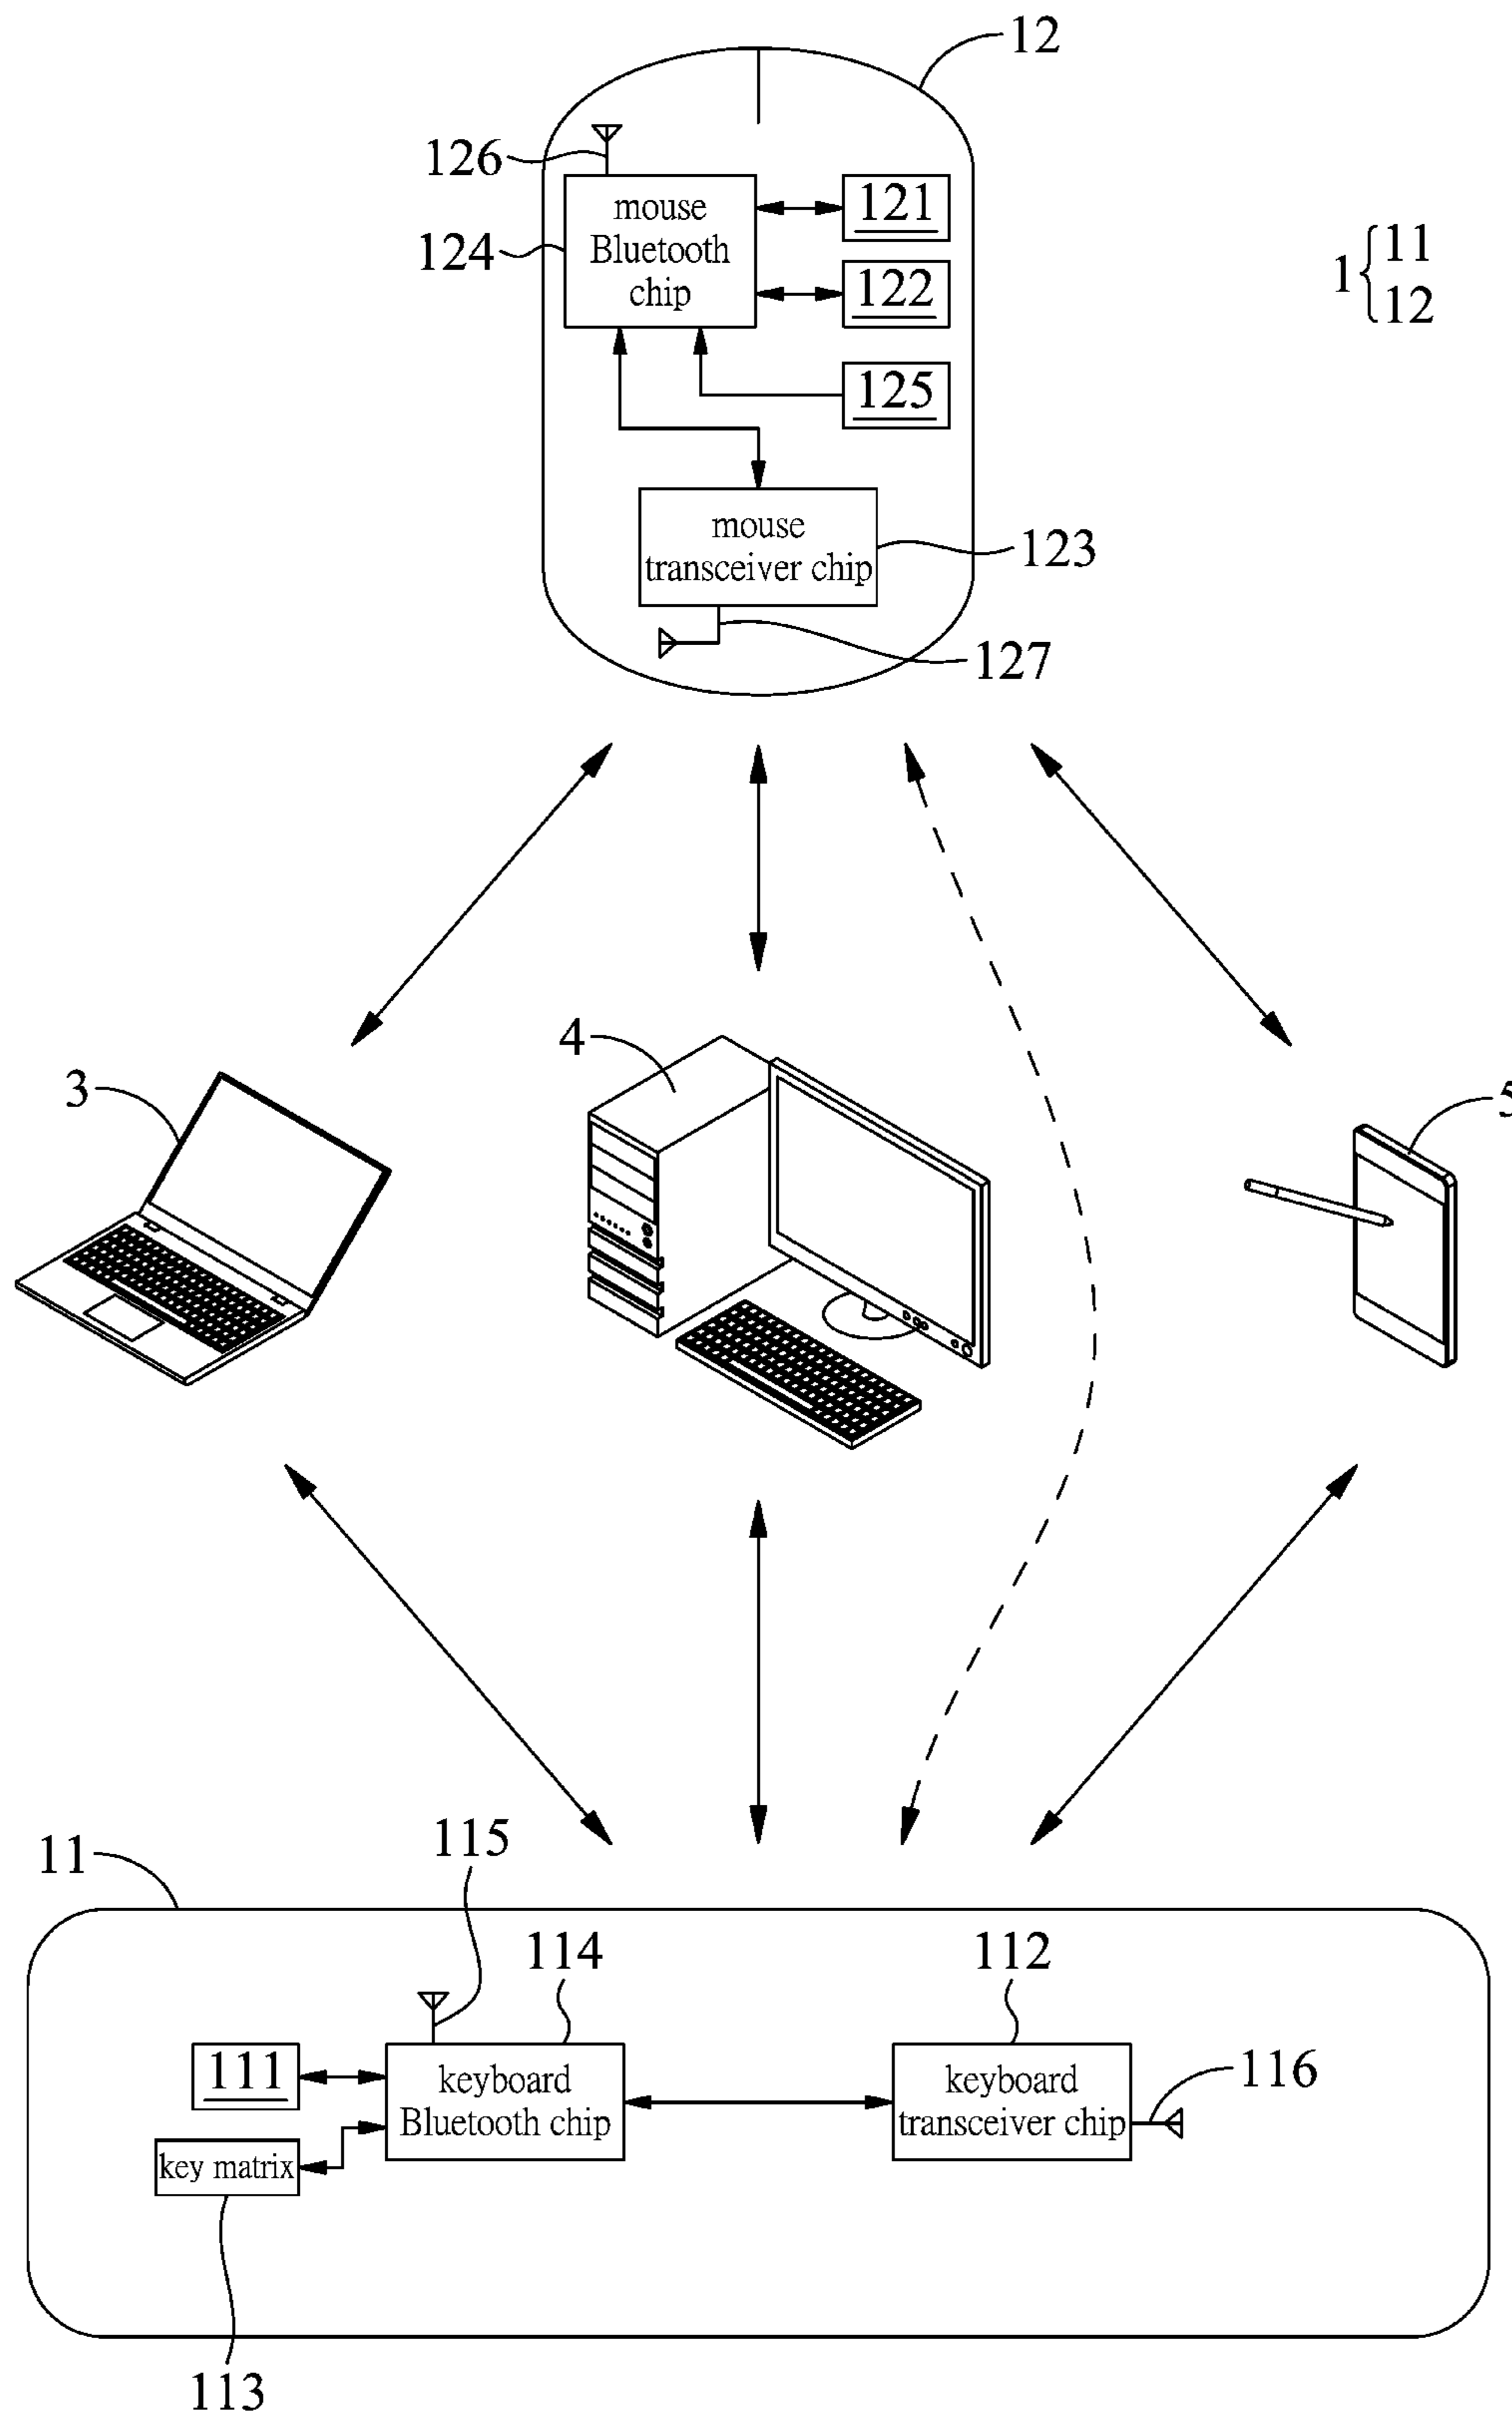 12
126
mouse
Bluetooth
chip
124
121
122
125
1 { 11
12
mouse
transceiver chip
123
127
3
4
5
11
115
114
112
111
keyboard
Bluetooth chip
keyboard
transceiver chip
116
key matrix
113